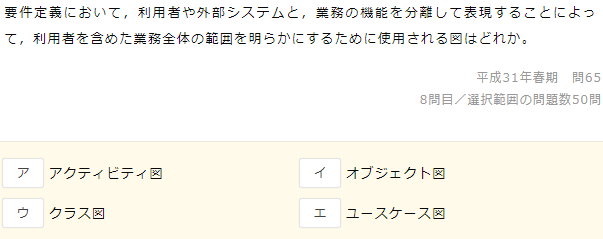 要件定義において，利用者や外部システムと，業務の機能を分離して表現することによっ
て，利用者を含めた業務全体の範囲を明らかにするために使用される図はどれか。
平成31年春期　問65
8問目／選択範囲の問題数50問
ア アクティビティ図 イ オブジェクト図
ウ クラス図 エ ユースケース図